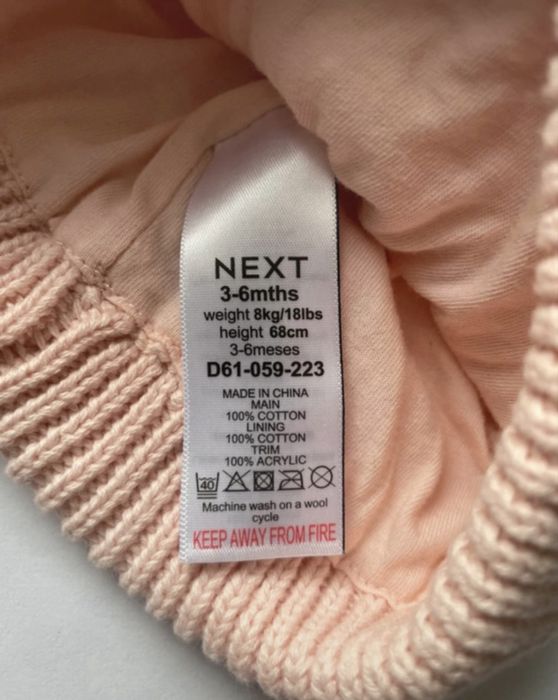 NEXT
3-6mths
weight 8kg/18lbs
height 68cm
3-6meses
D61-059-223
MADE IN CHINA
MAIN
100% COTTON
LINING
100% COTTON
TRIM
100% ACRYLIC
40
Machine wash on a wool
cycle
KEEP AWAY FROM FIRE